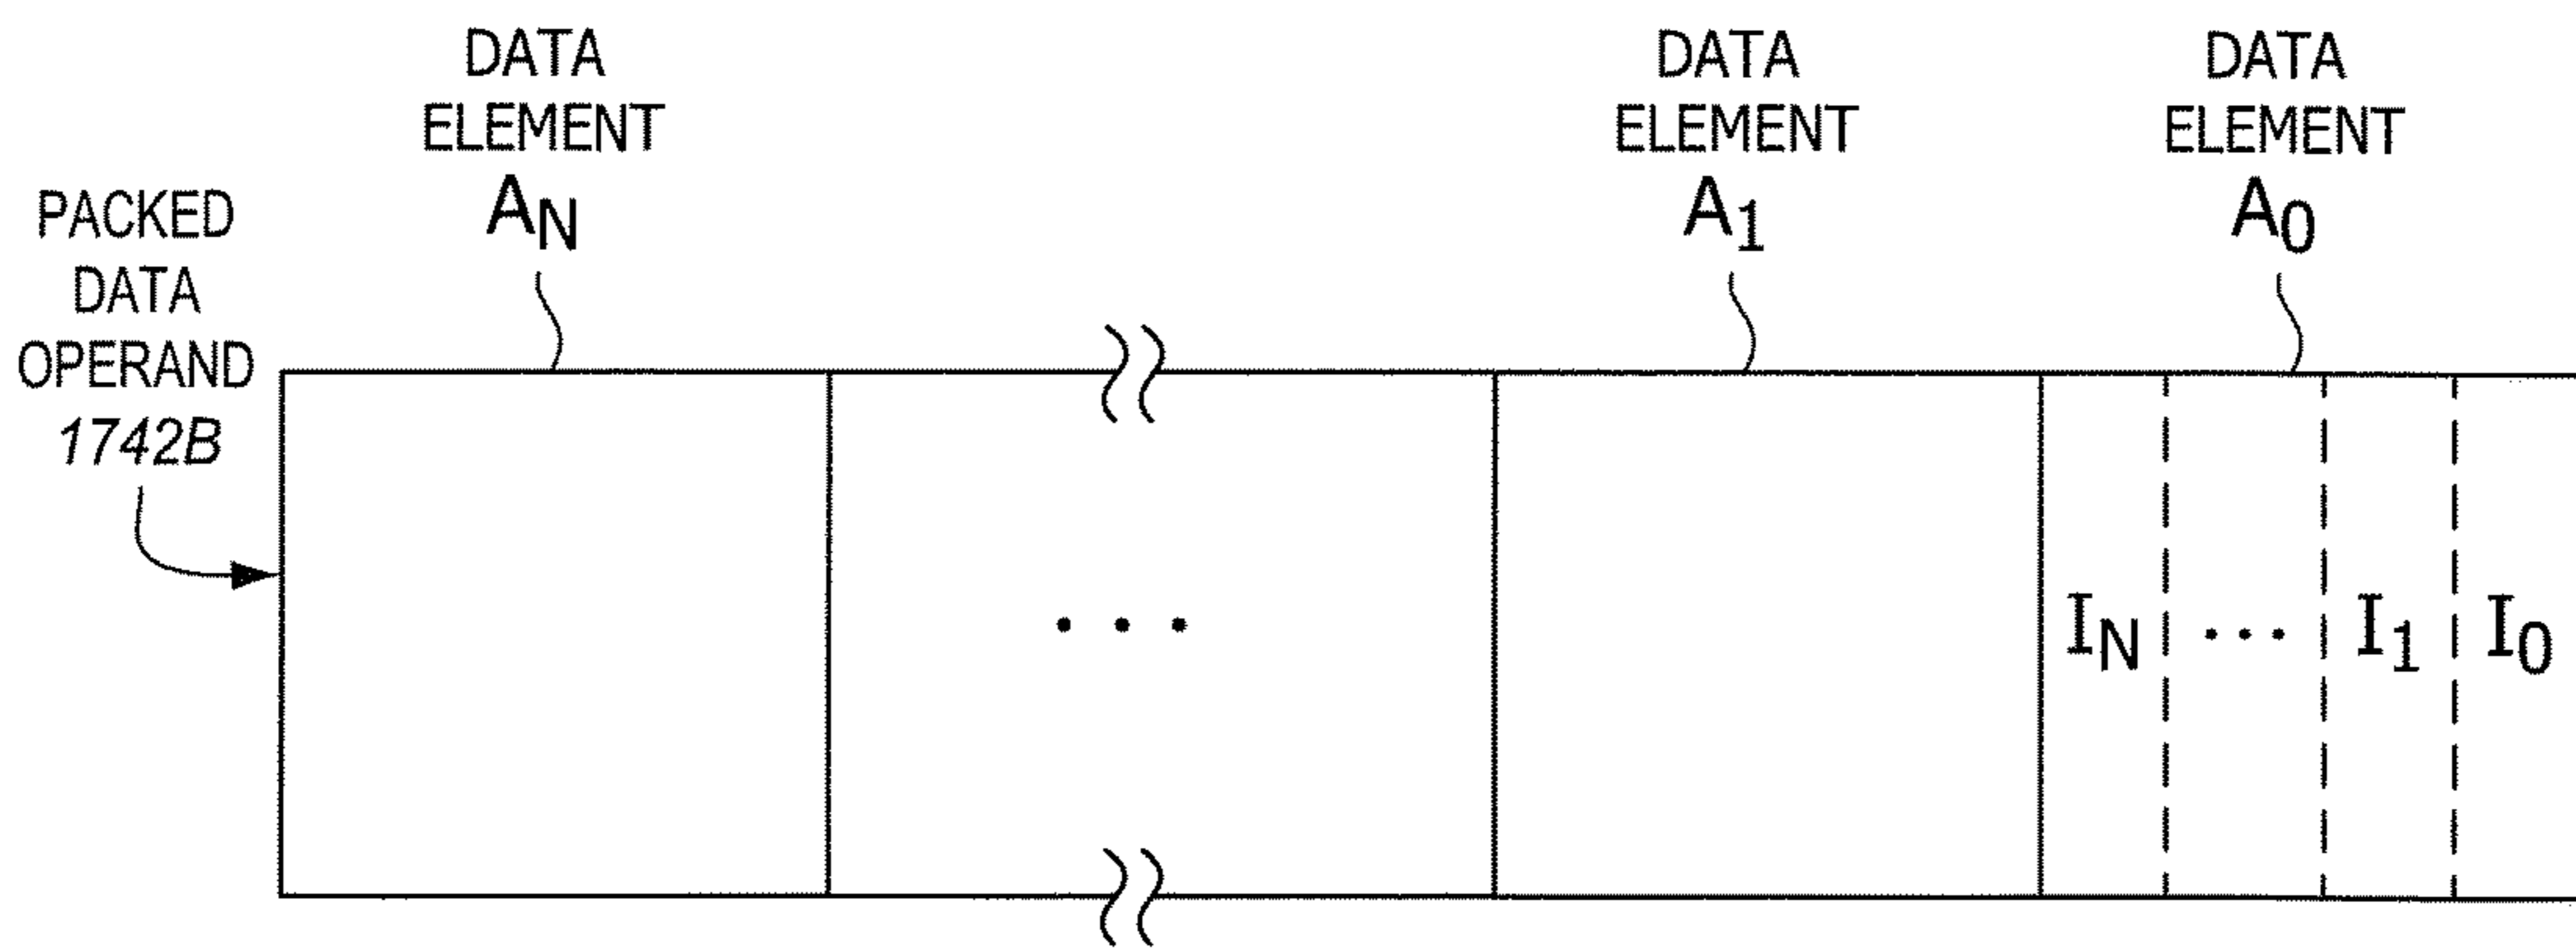 DATA
ELEMENT
A_N
DATA
ELEMENT
A_1
DATA
ELEMENT
A_0
PACKED
DATA
OPERAND
1742B
. . .
I_N ... I_1 I_0